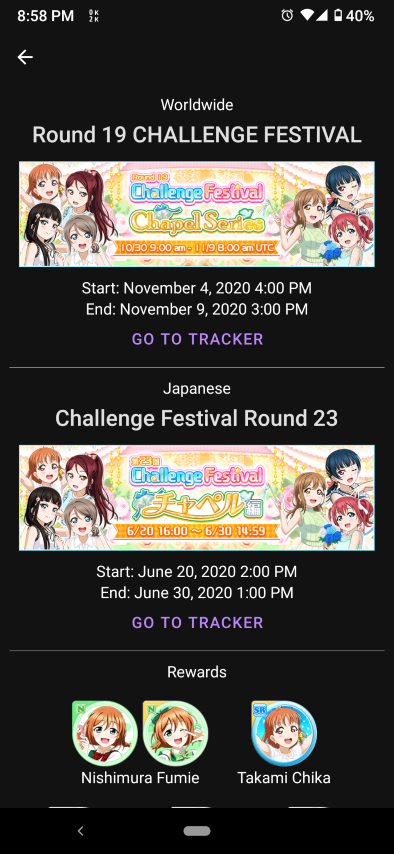 8:58 PM
0 K
2 K
40%
Worldwide
Round 19 CHALLENGE FESTIVAL
Round 19
Challenge Festival
Chapel Series
10/30 9:00 am - 11/9 8:00 am UTC
Start: November 4, 2020 4:00 PM
End: November 9, 2020 3:00 PM
GO TO TRACKER
Japanese
Challenge Festival Round 23
第23回
Challenge Festival
チャペル編
6/20 16:00 ～ 6/30 14:59
Start: June 20, 2020 2:00 PM
End: June 30, 2020 1:00 PM
GO TO TRACKER
Rewards
N
N
SR
Nishimura Fumie
Takami Chika